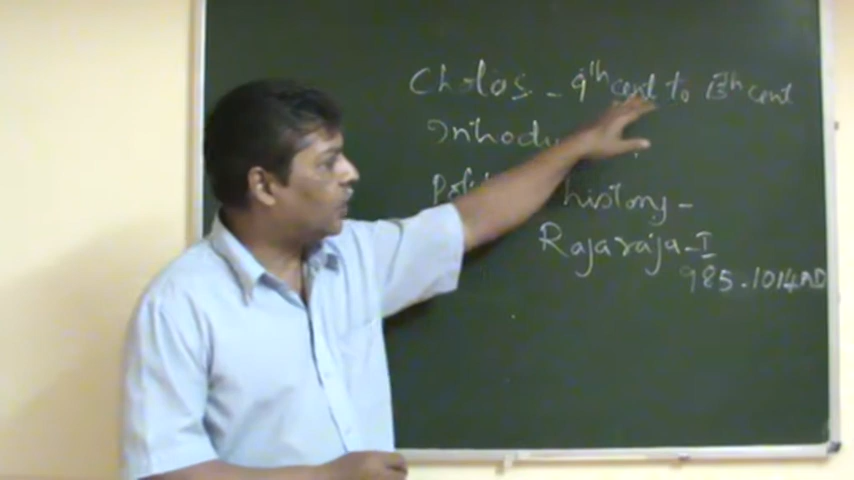 Cholas - 9th cent to 13th cent
history -
Rajaraja - I
985 - 1014 AD